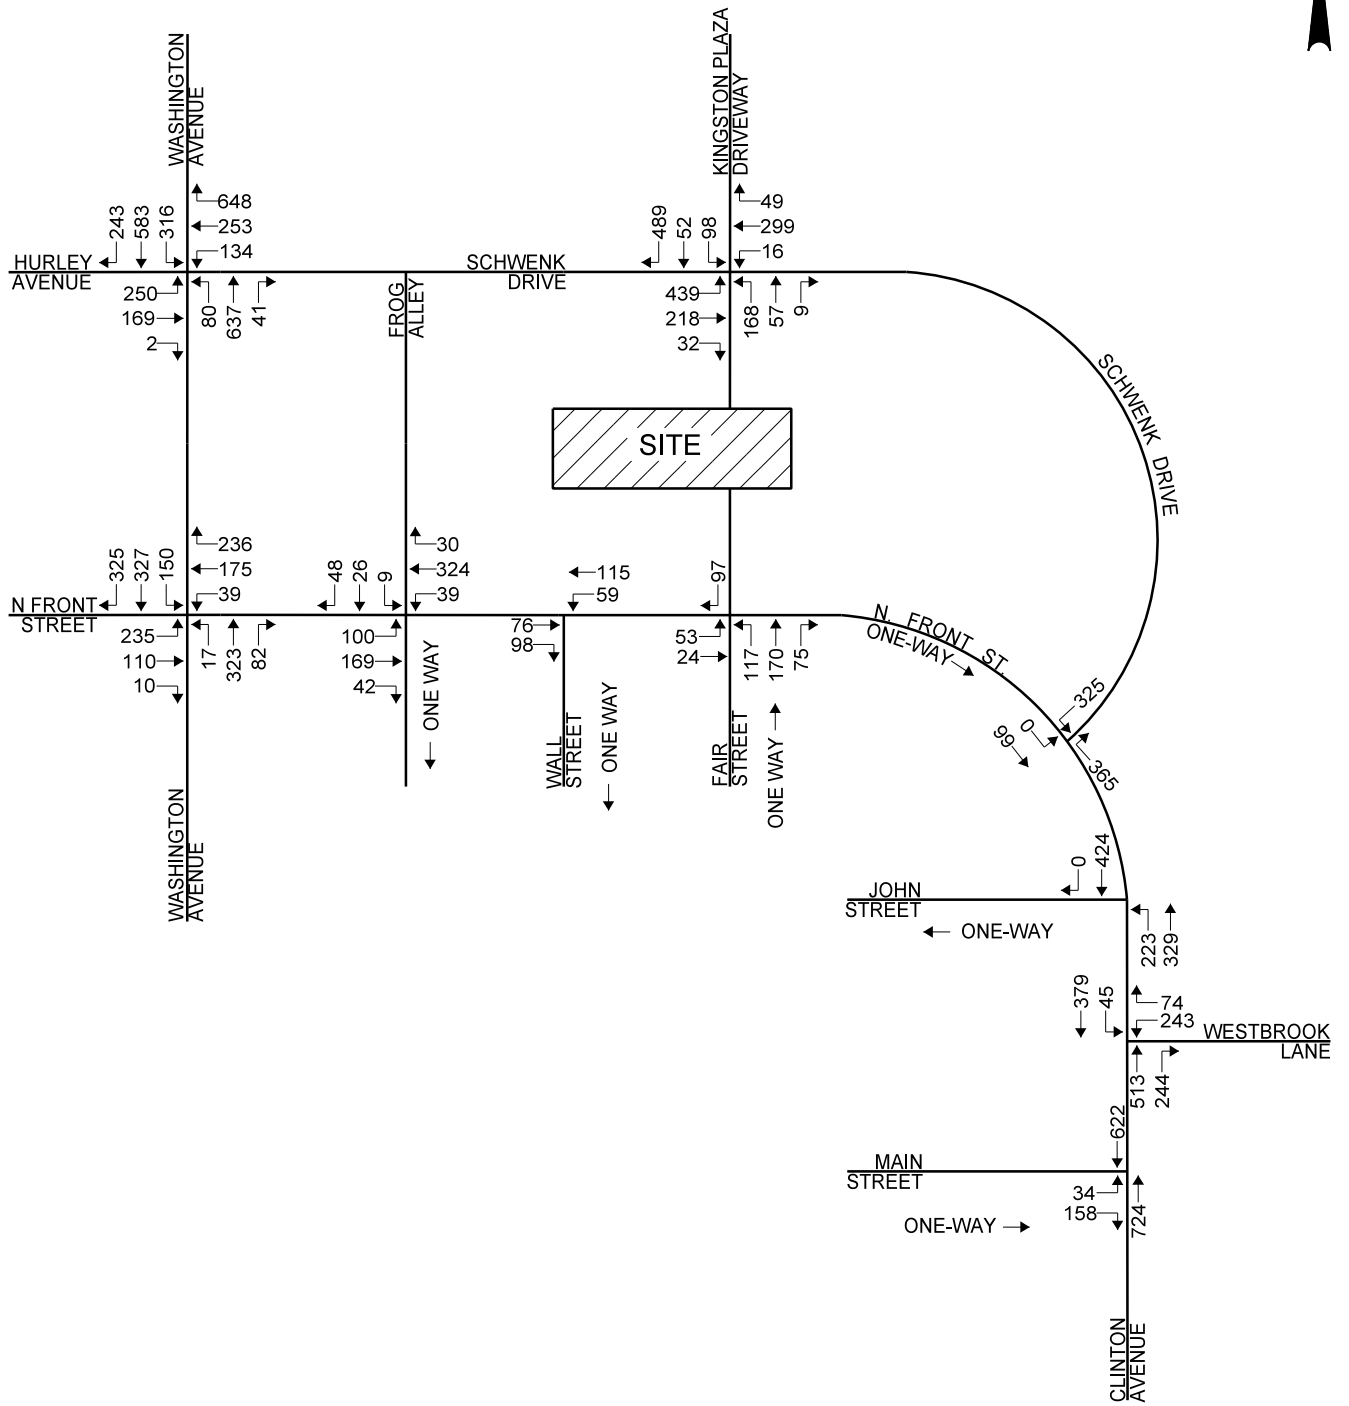 WASHINGTON
AVENUE
KINGSTON PLAZA
DRIVEWAY
243
583
316
648
253
134
HURLEY
AVENUE
250
169
2
80
637
41
SCHWENK
DRIVE
489
52
98
49
299
16
439
218
32
168
57
9
FROG
ALLEY
SCHWENK DRIVE
SITE
325
327
150
236
175
39
N FRONT
STREET
235
110
10
17
323
82
48
26
9
30
324
39
100
169
42
ONE WAY
115
59
76
98
WALL
STREET
ONE WAY
97
53
24
117
170
75
FAIR
STREET
ONE WAY
N. FRONT ST.
ONE-WAY
325
0
99
365
WASHINGTON
AVENUE
0
424
JOHN
STREET
ONE-WAY
223
329
379
45
74
243
WESTBROOK
LANE
513
244
622
MAIN
STREET
34
158
724
ONE-WAY
CLINTON
AVENUE